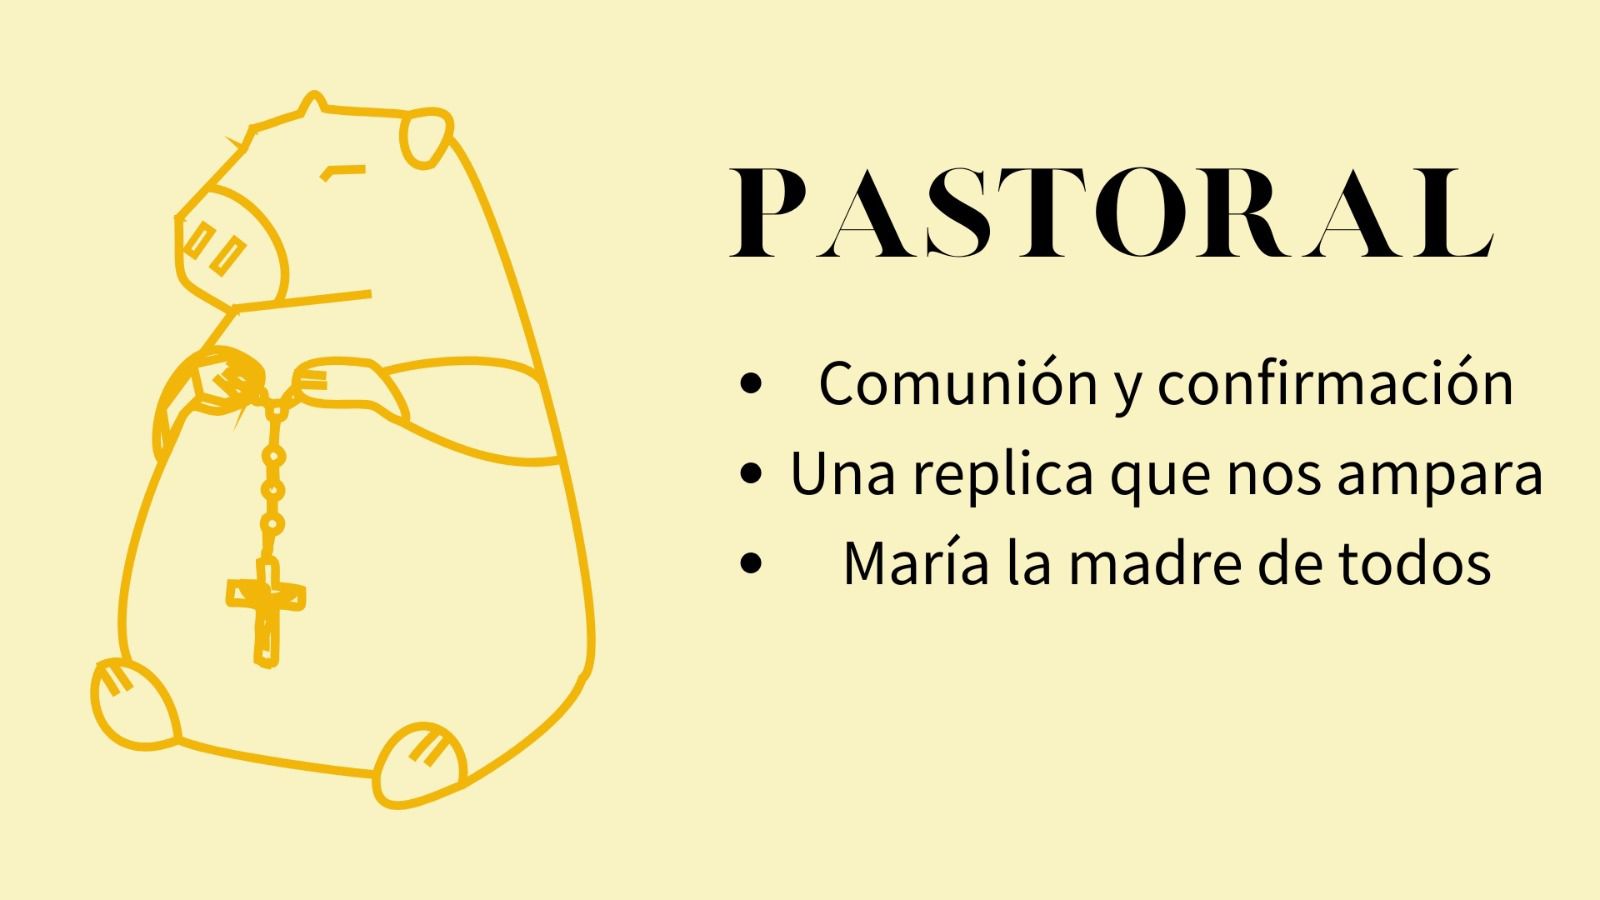 PASTORAL
• Comunión y confirmación
• Una replica que nos ampara
• María la madre de todos